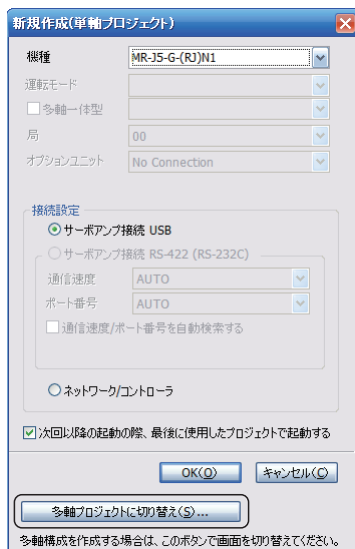 新規作成(単軸プロジェクト)
機種 MR-J5-G-(RJ)N1
運転モード
多軸一体型
局 00
オプションユニット No Connection
接続設定
サーボアンプ接続 USB
サーボアンプ接続 RS-422 (RS-232C)
通信速度 AUTO
ポート番号 AUTO
通信速度/ポート番号を自動検索する
ネットワーク/コントローラ
次回以降の起動の際、最後に使用したプロジェクトで起動する
OK(O) キャンセル(C)
多軸プロジェクトに切り替え(S)...
多軸構成を作成する場合は、このボタンで画面を切り替えてください。